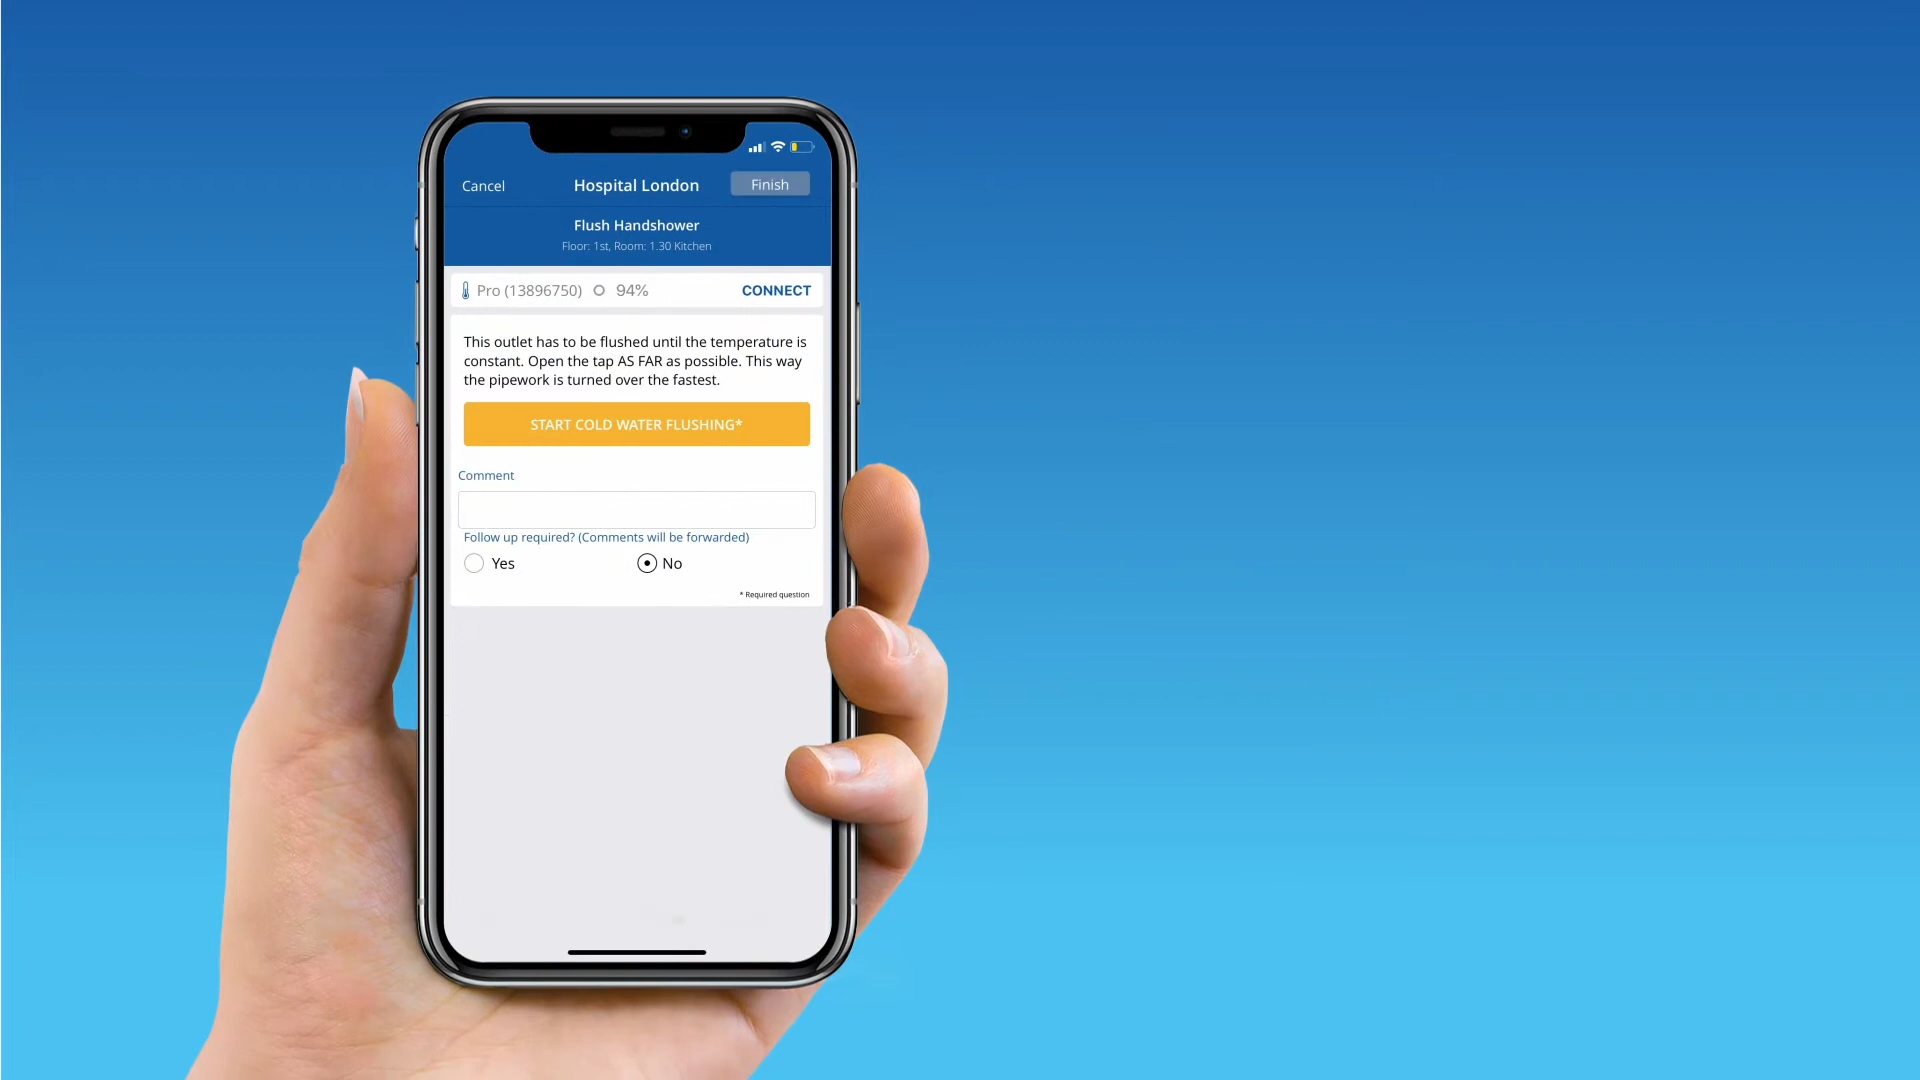 Cancel Hospital London Finish
Flush Handshower
Floor: 1st, Room: 1.30 Kitchen
Pro (13896750) 94% CONNECT
This outlet has to be flushed until the temperature is
constant. Open the tap AS FAR as possible. This way
the pipework is turned over the fastest.
START COLD WATER FLUSHING*
Comment
Follow up required? (Comments will be forwarded)
Yes No
* Required question